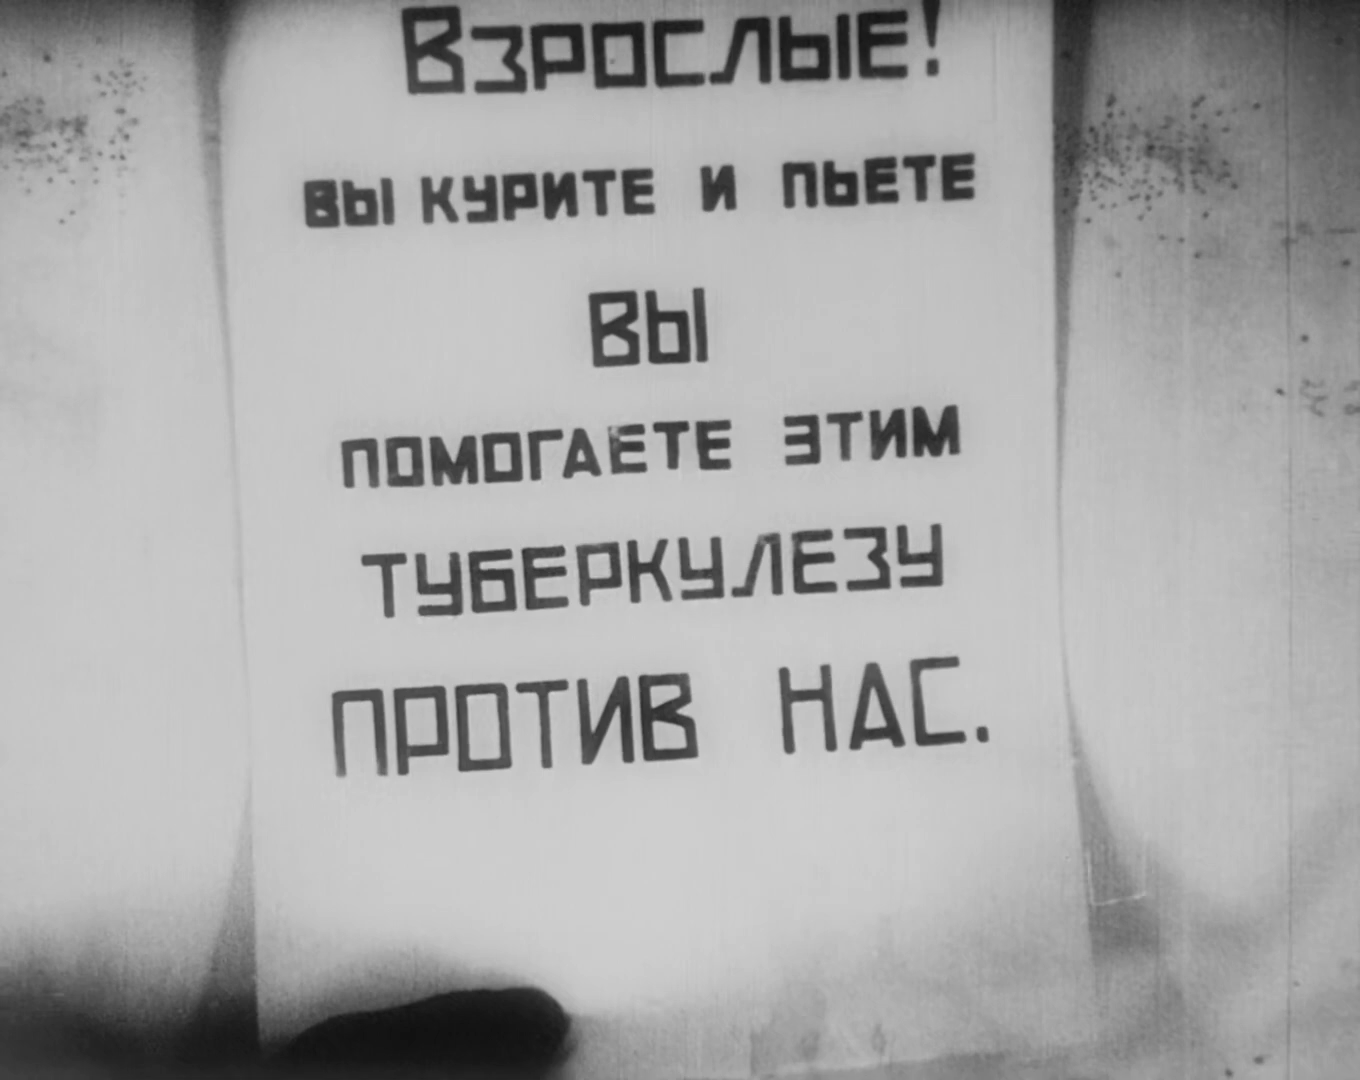 Взрослые!
ВЫ КУРИТЕ И ПЬЕТЕ
ВЫ
ПОМОГАЕТЕ ЭТИМ
ТУБЕРКУЛЕЗУ
ПРОТИВ НАС.